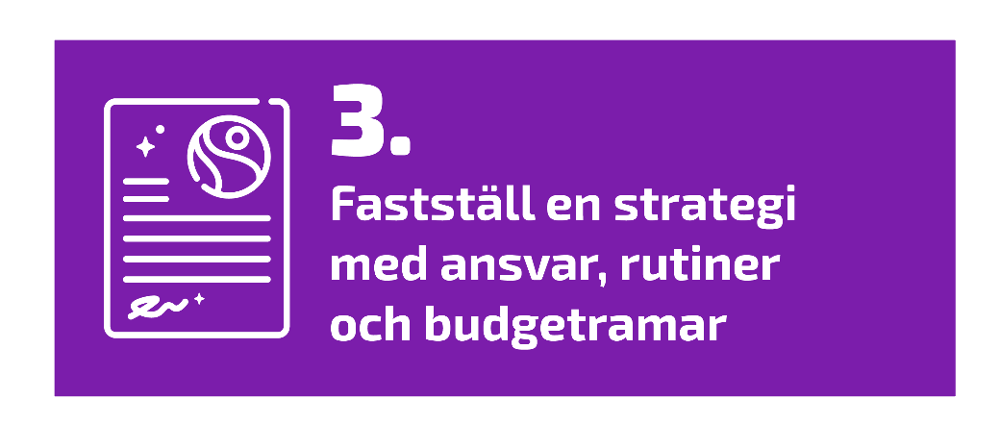 3.
Fastställ en strategi
med ansvar, rutiner
och budgetramar